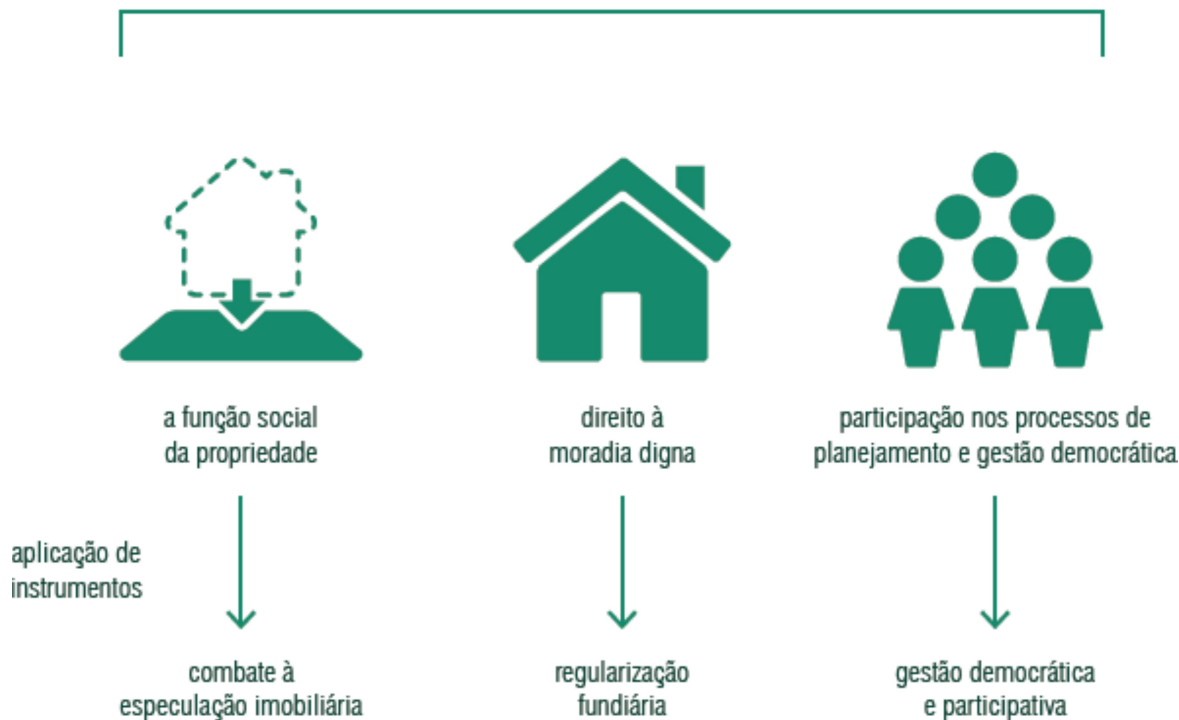 a função social
da propriedade
direito à
moradia digna
participação nos processos de
planejamento e gestão democrática
aplicação de
instrumentos
combate à
especulação imobiliária
regularização
fundiária
gestão democrática
e participativa